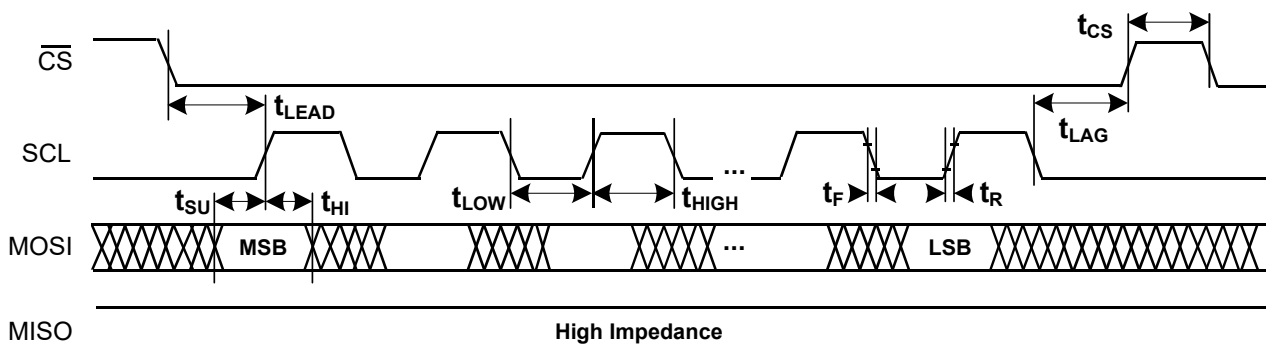 CS
tCS
tLEAD
SCL
tLAG
...
tSU
tHI
tLOW
tHIGH
tF
tR
MOSI
MSB
...
LSB
MISO
High Impedance